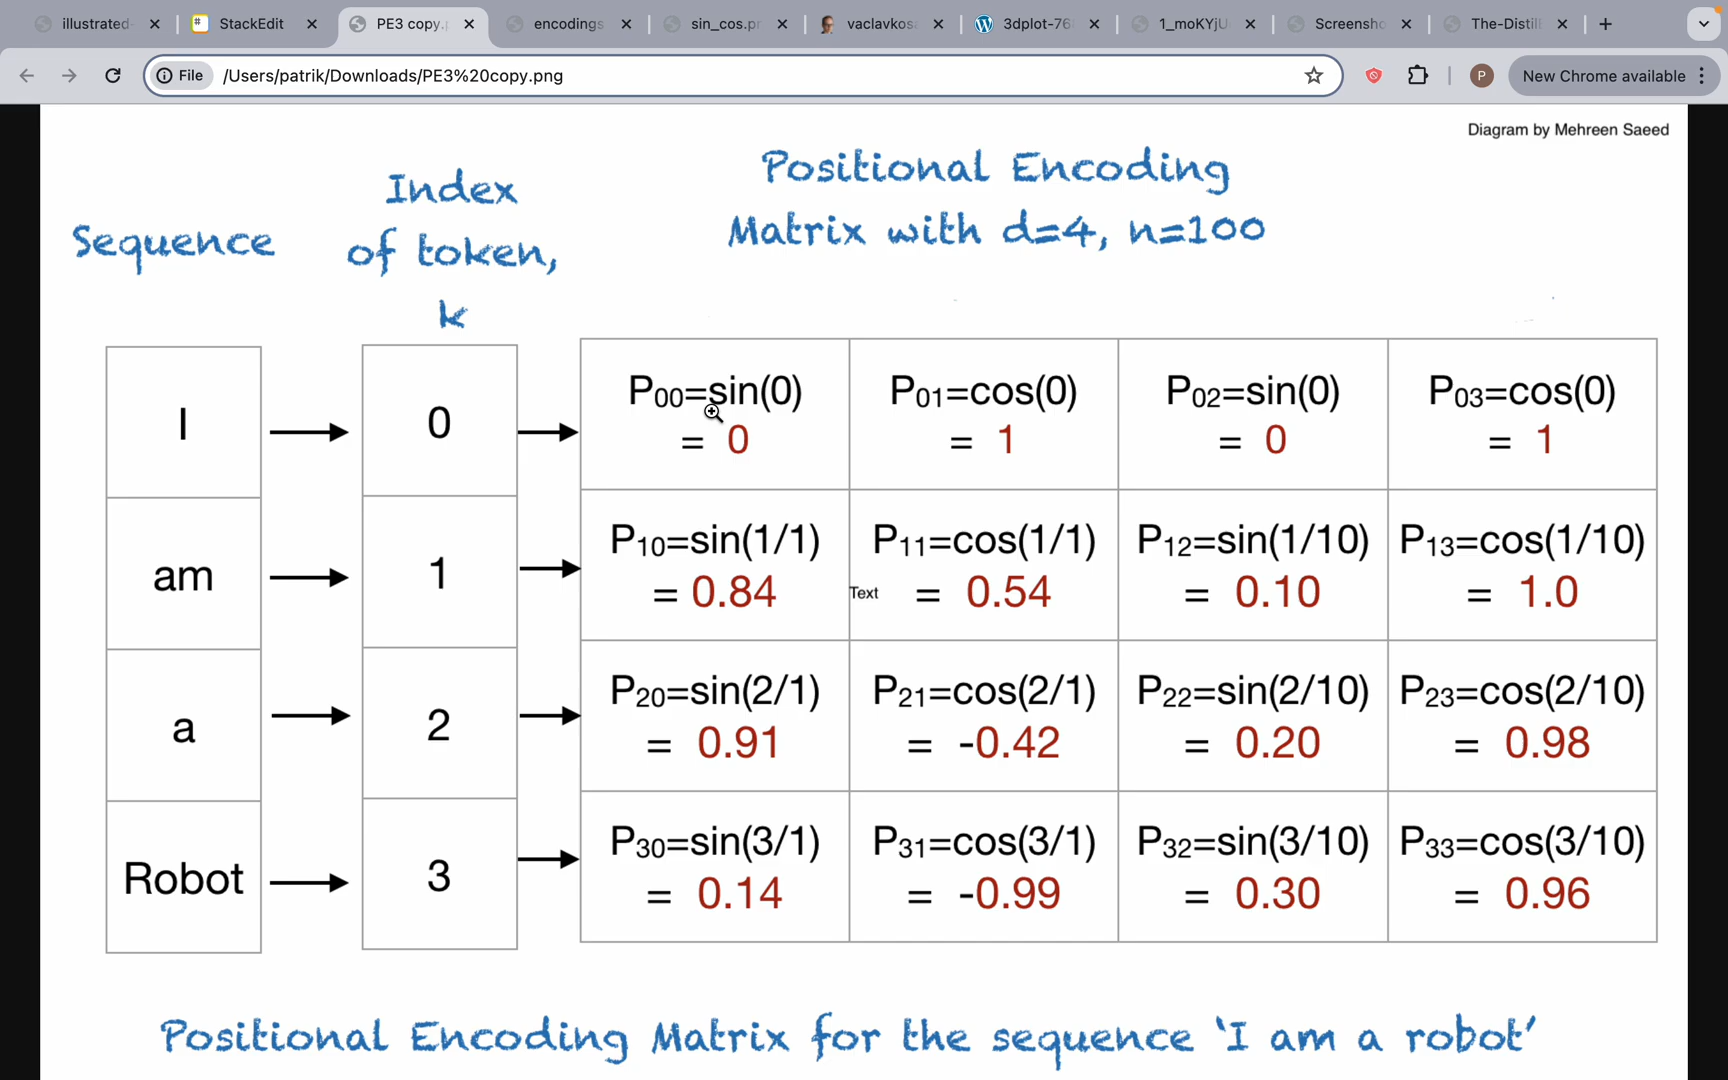 illustrated-
StackEdit
PE3 copy.
encodings
sin_cos.pr
vaclavkos
3dplot-76
1_moKYjU
Screensho
The-Distil
File
/Users/patrik/Downloads/PE3%20copy.png
P
New Chrome available
Diagram by Mehreen Saeed
Sequence
Index
of token,
k
Positional Encoding
Matrix with d=4, n=100
I
0
P00=sin(0)
= 0
P01=cos(0)
= 1
P02=sin(0)
= 0
P03=cos(0)
= 1
am
1
P10=sin(1/1)
= 0.84
P11=cos(1/1)
Text
= 0.54
P12=sin(1/10)
= 0.10
P13=cos(1/10)
= 1.0
a
2
P20=sin(2/1)
= 0.91
P21=cos(2/1)
= -0.42
P22=sin(2/10)
= 0.20
P23=cos(2/10)
= 0.98
Robot
3
P30=sin(3/1)
= 0.14
P31=cos(3/1)
= -0.99
P32=sin(3/10)
= 0.30
P33=cos(3/10)
= 0.96
Positional Encoding Matrix for the sequence 'I am a robot'